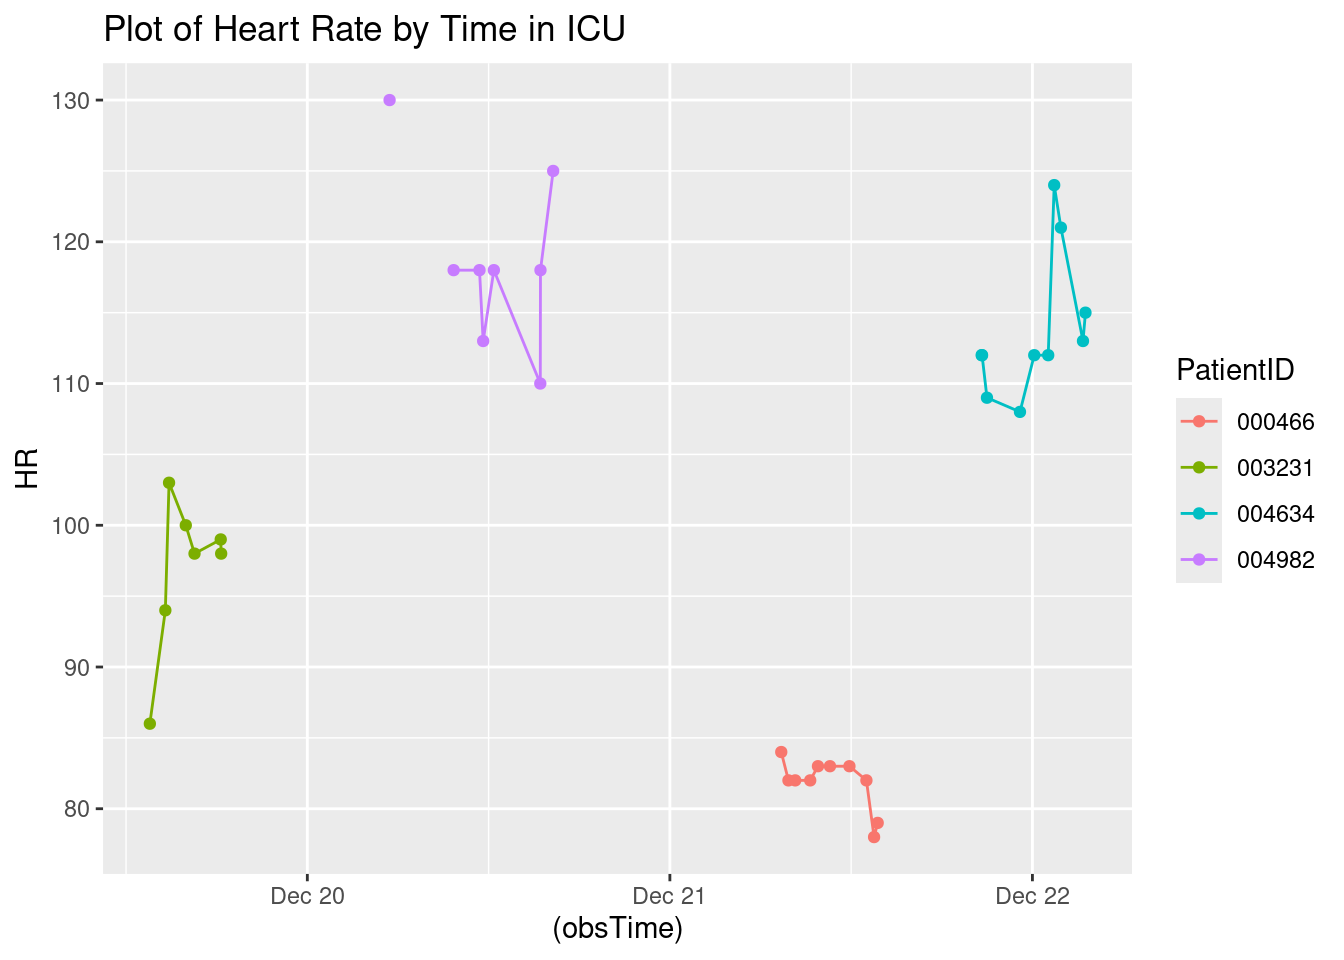 Plot of Heart Rate by Time in ICU
130
120
110
100
90
80
HR
Dec 20
Dec 21
Dec 22
(obsTime)
PatientID
000466
003231
004634
004982